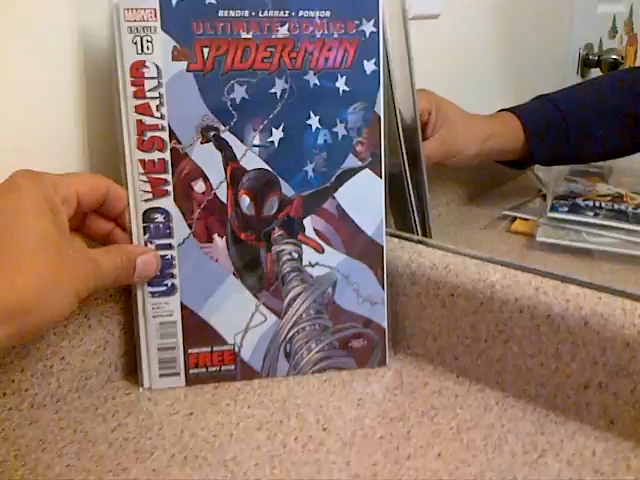 MARVEL
ISSUE
16
BENDIS · LARRAZ · PONSOR
ULTIMATE COMICS
SPIDER-MAN
UNITED WE STAND
A
FREE